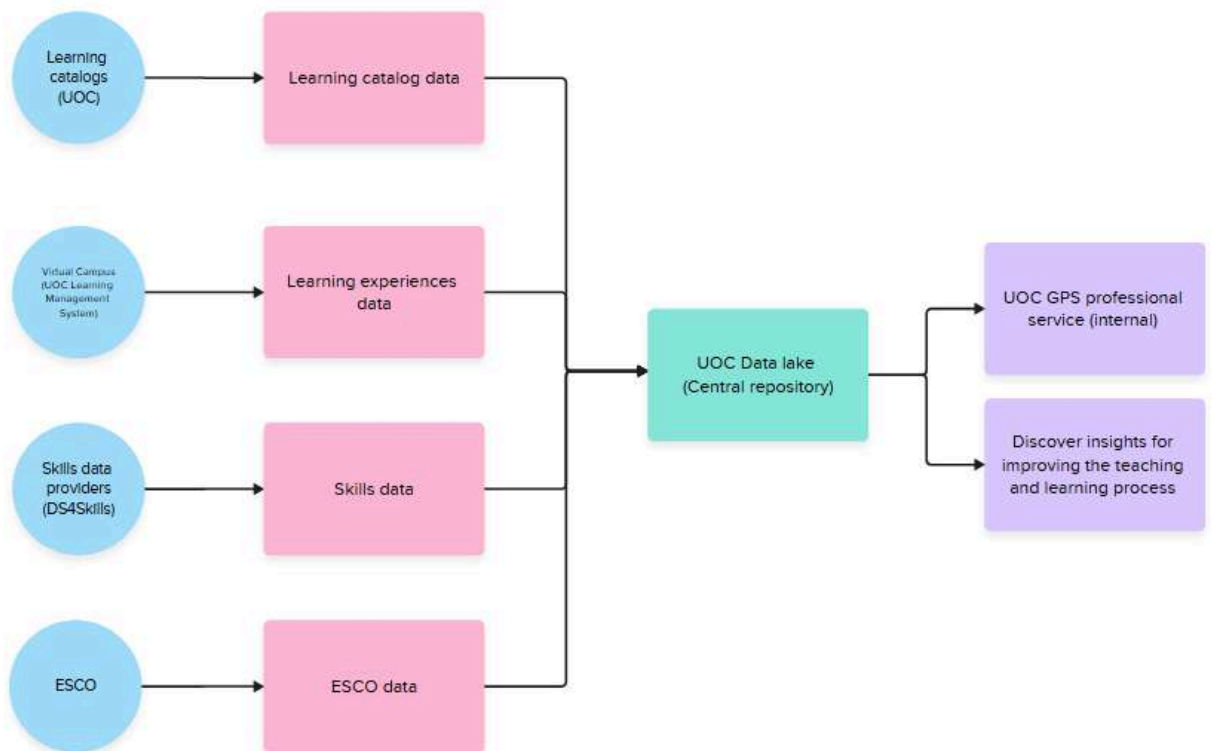 Learning
catalogs
(UOC)
Learning catalog data
Virtual Campus
(UOC Learning
Management
System)
Learning experiences
data
UOC GPS professional
service (internal)
UOC Data lake
(Central repository)
Skills data
providers
(DS4Skills)
Skills data
Discover insights for
improving the teaching
and learning process
ESCO
ESCO data